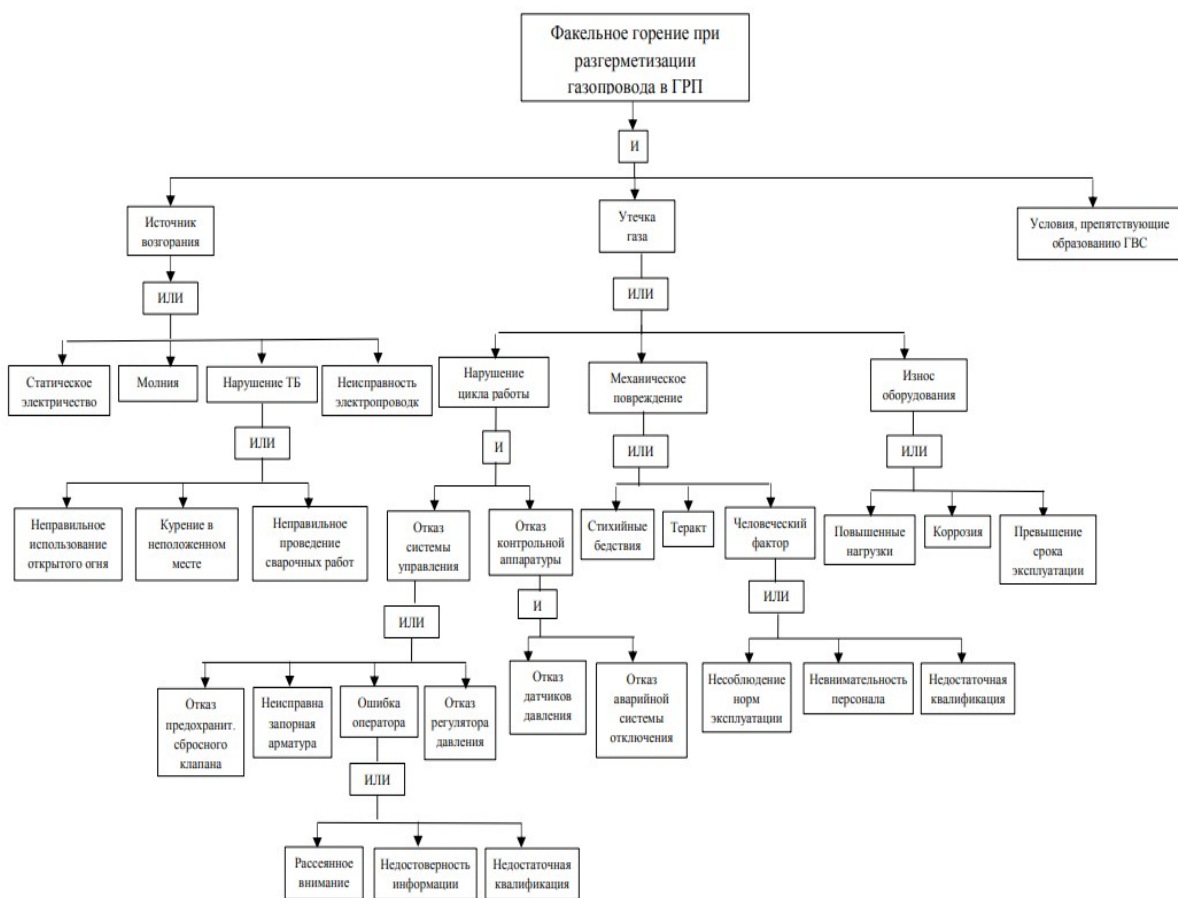 Факельное горение при
разгерметизации
газопровода в ГРП
И
Источник
возгорания
Утечка
газа
Условия, препятствующие
образованию ГВС
ИЛИ
ИЛИ
Статическое
электричество
Молния
Нарушение ТБ
Неисправность
электропроводк
Нарушение
цикла работы
Механическое
повреждение
Износ
оборудования
ИЛИ
И
ИЛИ
ИЛИ
Неправильное
использование
открытого огня
Курение в
неположенном
месте
Неправильное
проведение
сварочных работ
Отказ
системы
управления
Отказ
контрольной
аппаратуры
Стихийные
бедствия
Теракт
Человеческий
фактор
Повышенные
нагрузки
Коррозия
Превышение
срока
эксплуатации
ИЛИ
И
ИЛИ
Отказ
предохранит.
сбросного
клапана
Неисправна
запорная
арматура
Ошибка
оператора
Отказ
регулятора
давления
Отказ
датчиков
давления
Отказ
аварийной
системы
отключения
Несоблюдение
норм
эксплуатации
Невнимательность
персонала
Недостаточная
квалификация
ИЛИ
Рассеянное
внимание
Недостоверность
информации
Недостаточная
квалификация